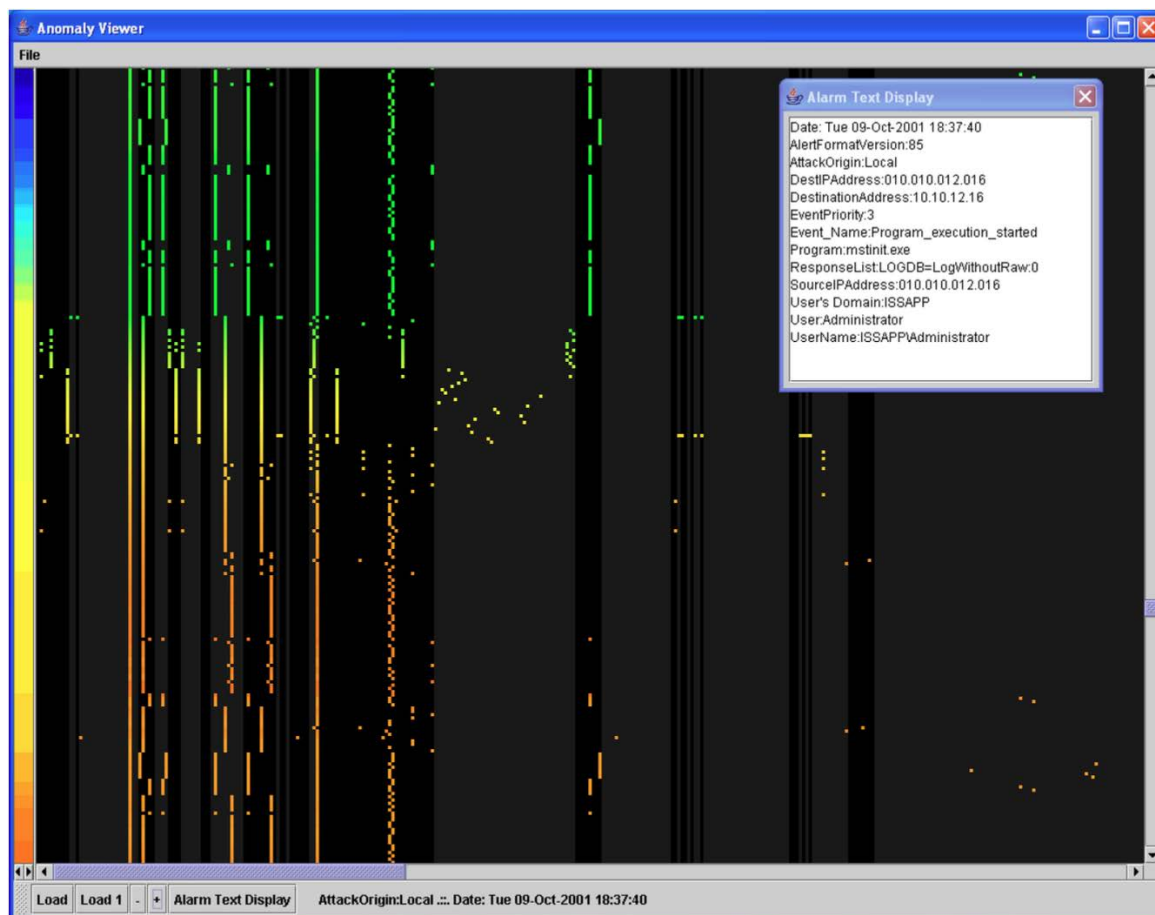 Anomaly Viewer
File
Alarm Text Display
Date: Tue 09-Oct-2001 18:37:40
AlertFormatVersion:85
AttackOrigin:Local
DestIPAddress:010.010.012.016
DestinationAddress:10.10.12.16
EventPriority:3
Event_Name:Program_execution_started
Program:mstinit.exe
ResponseList:LOGDB=LogWithoutRaw:0
SourceIPAddress:010.010.012.016
User's Domain:ISSAPP
User:Administrator
UserName:ISSAPP\Administrator
Load Load 1 - + Alarm Text Display AttackOrigin:Local .::. Date: Tue 09-Oct-2001 18:37:40